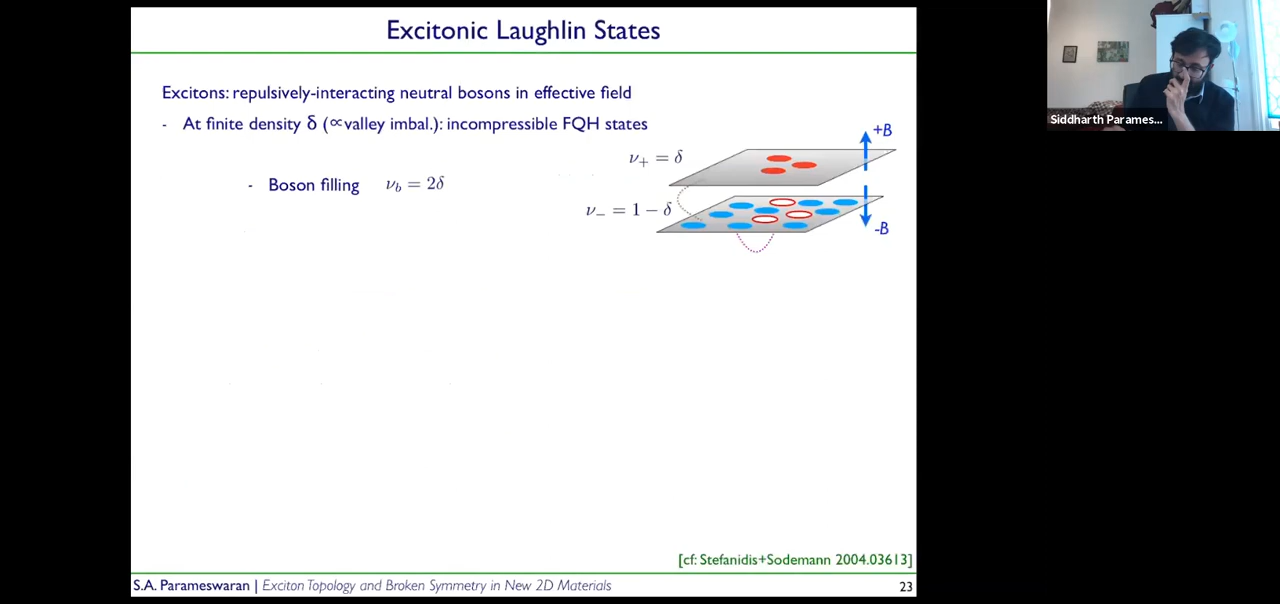 Excitonic Laughlin States
Excitons: repulsively-interacting neutral bosons in effective field
- At finite density δ (∝valley imbal.): incompressible FQH states
- Boson filling ν_b = 2δ
ν_+ = δ
+B
ν_− = 1 − δ
-B
[cf: Stefanidis+Sodemann 2004.03613]
S.A. Parameswaran | Exciton Topology and Broken Symmetry in New 2D Materials
23
Siddharth Parames...